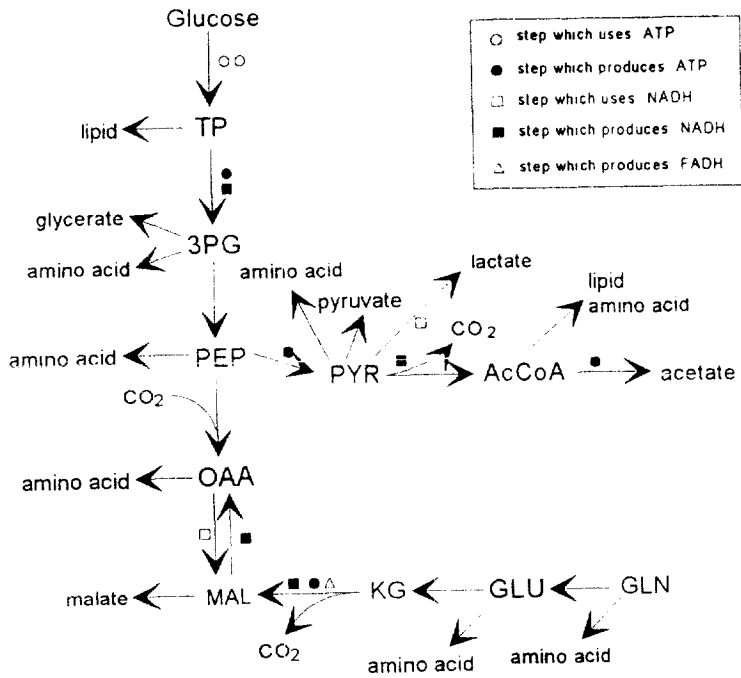 Glucose
step which uses ATP
step which produces ATP
step which uses NADH
step which produces NADH
step which produces FADH
lipid
TP
glycerate
3PG
amino acid
amino acid
pyruvate
lactate
lipid
amino acid
CO2
amino acid
PEP
PYR
AcCoA
acetate
CO2
amino acid
OAA
malate
MAL
KG
GLU
GLN
CO2
amino acid
amino acid